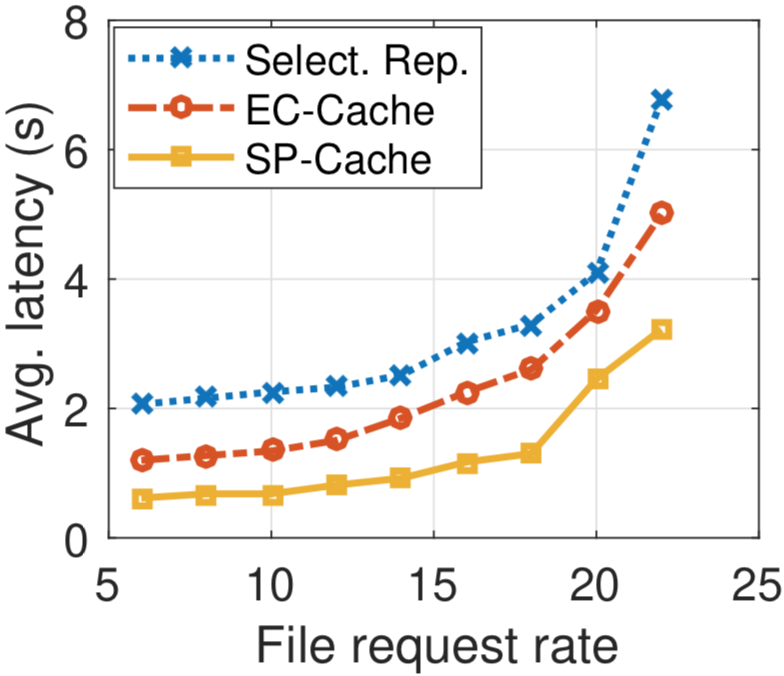 8
Select. Rep.
EC-Cache
SP-Cache
6
4
2
0
Avg. latency (s)
5 10 15 20 25
File request rate